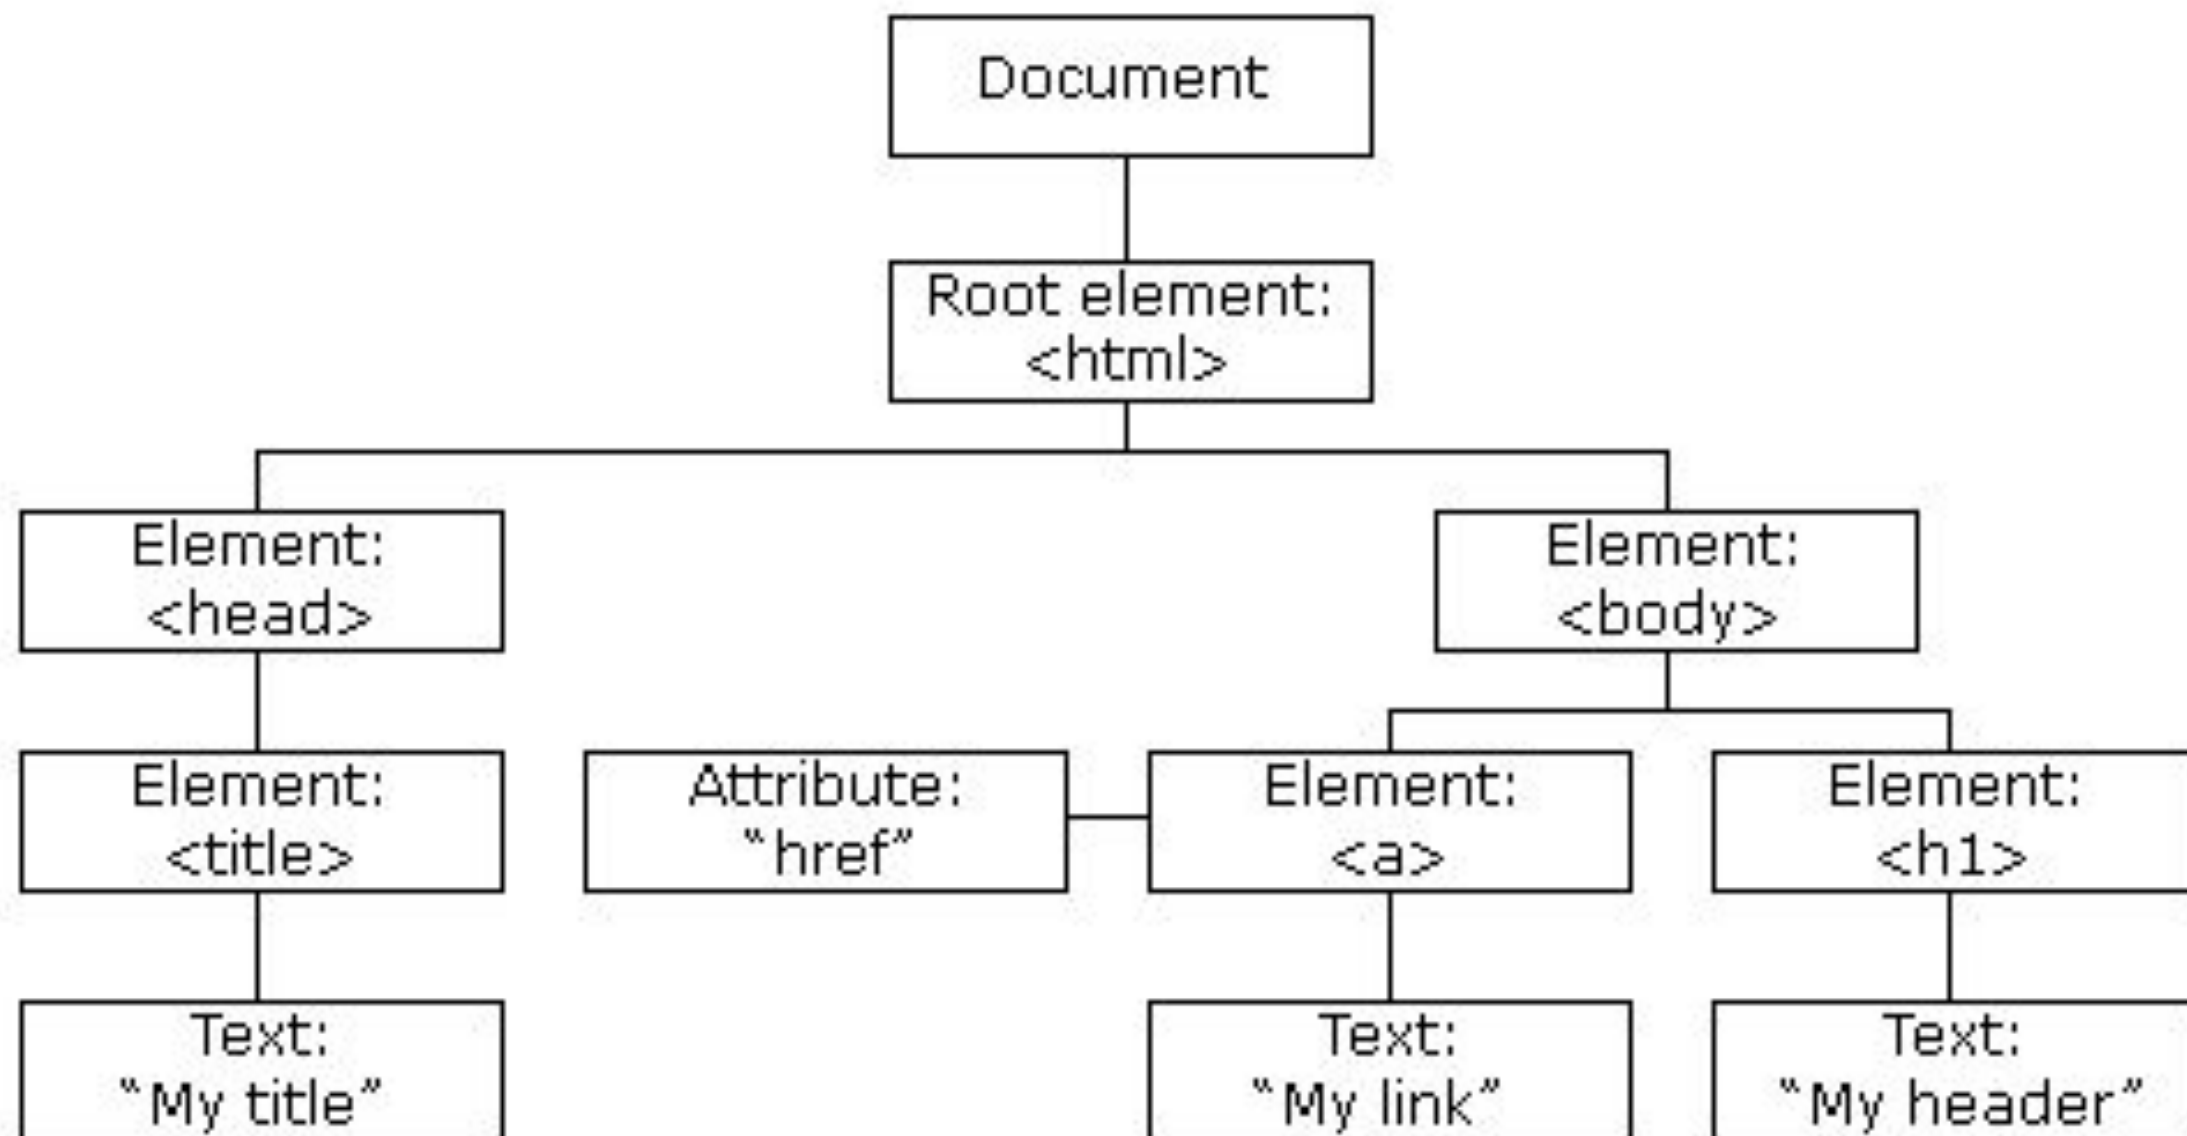 Document
Root element:
<html>
Element:
<head>
Element:
<body>
Element:
<title>
Attribute:
“href”
Element:
<a>
Element:
<h1>
Text:
“My title”
Text:
“My link”
Text:
“My header”